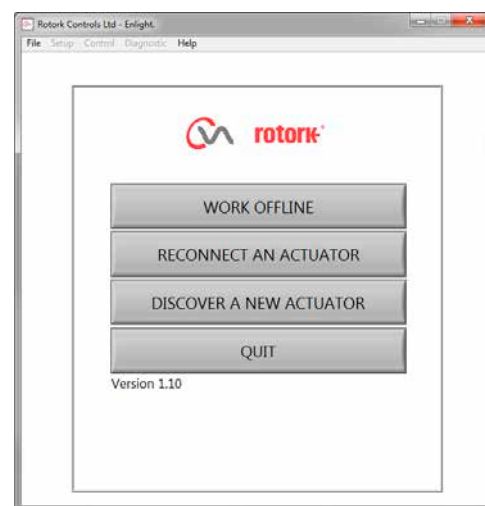 Rotork Controls Ltd - Enlight.
File Setup Control Diagnostic Help
rotork
WORK OFFLINE
RECONNECT AN ACTUATOR
DISCOVER A NEW ACTUATOR
QUIT
Version 1.10